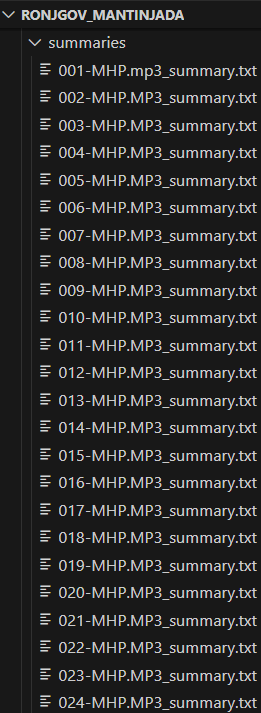 RONJGOV_MANTINJADA
summaries
001-MHP.mp3_summary.txt
002-MHP.MP3_summary.txt
003-MHP.MP3_summary.txt
004-MHP.MP3_summary.txt
005-MHP.MP3_summary.txt
006-MHP.MP3_summary.txt
007-MHP.MP3_summary.txt
008-MHP.MP3_summary.txt
009-MHP.MP3_summary.txt
010-MHP.MP3_summary.txt
011-MHP.MP3_summary.txt
012-MHP.MP3_summary.txt
013-MHP.MP3_summary.txt
014-MHP.MP3_summary.txt
015-MHP.MP3_summary.txt
016-MHP.MP3_summary.txt
017-MHP.MP3_summary.txt
018-MHP.MP3_summary.txt
019-MHP.MP3_summary.txt
020-MHP.MP3_summary.txt
021-MHP.MP3_summary.txt
022-MHP.MP3_summary.txt
023-MHP.MP3_summary.txt
024-MHP.MP3_summary.txt